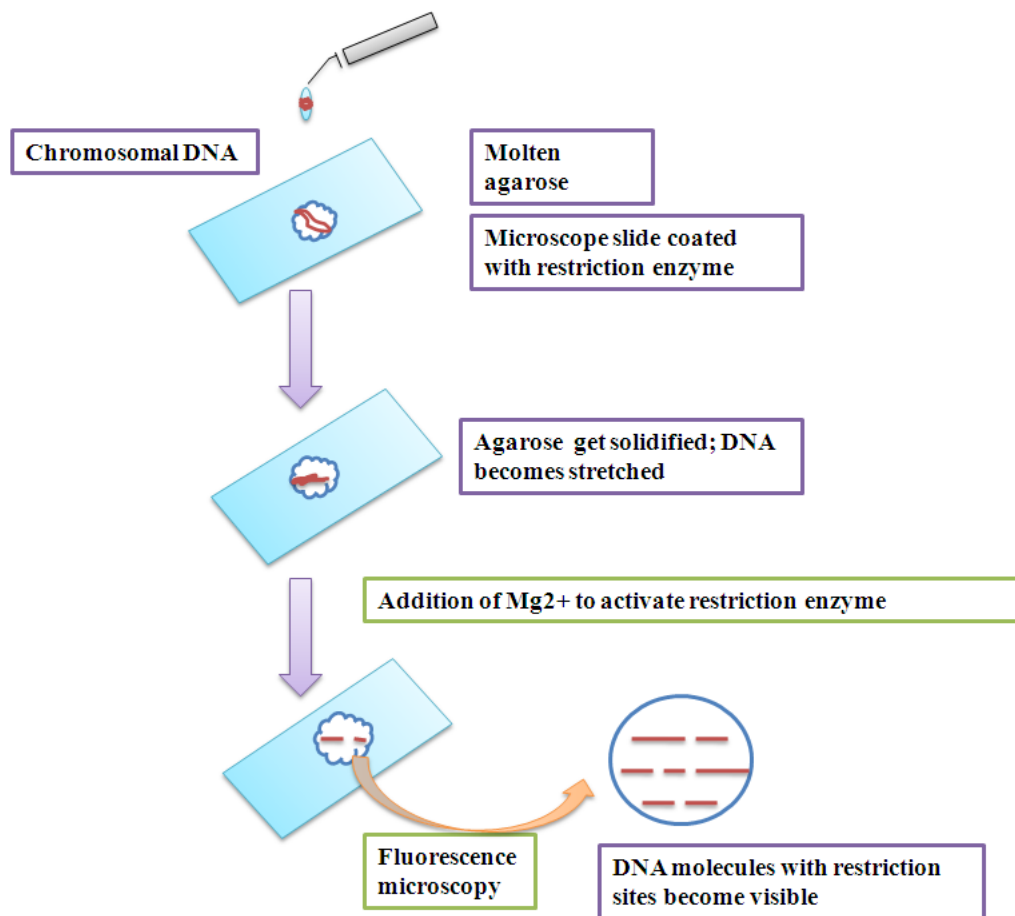 Chromosomal DNA
Molten
agarose
Microscope slide coated
with restriction enzyme
Agarose get solidified; DNA
becomes stretched
Addition of Mg2+ to activate restriction enzyme
Fluorescence
microscopy
DNA molecules with restriction
sites become visible